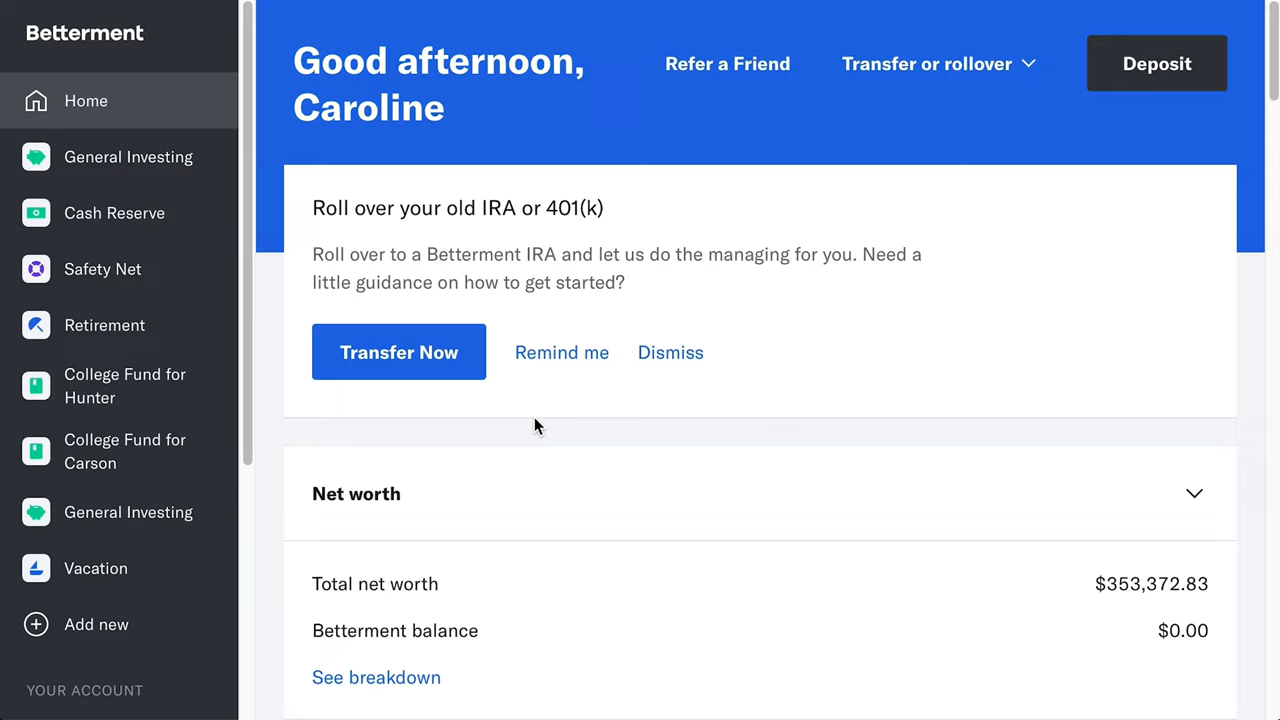 Betterment
Home
General Investing
Cash Reserve
Safety Net
Retirement
College Fund for
Hunter
College Fund for
Carson
General Investing
Vacation
Add new
YOUR ACCOUNT
Good afternoon,
Caroline
Refer a Friend
Transfer or rollover
Deposit
Roll over your old IRA or 401(k)
Roll over to a Betterment IRA and let us do the managing for you. Need a
little guidance on how to get started?
Transfer Now
Remind me
Dismiss
Net worth
Total net worth $353,372.83
Betterment balance $0.00
See breakdown